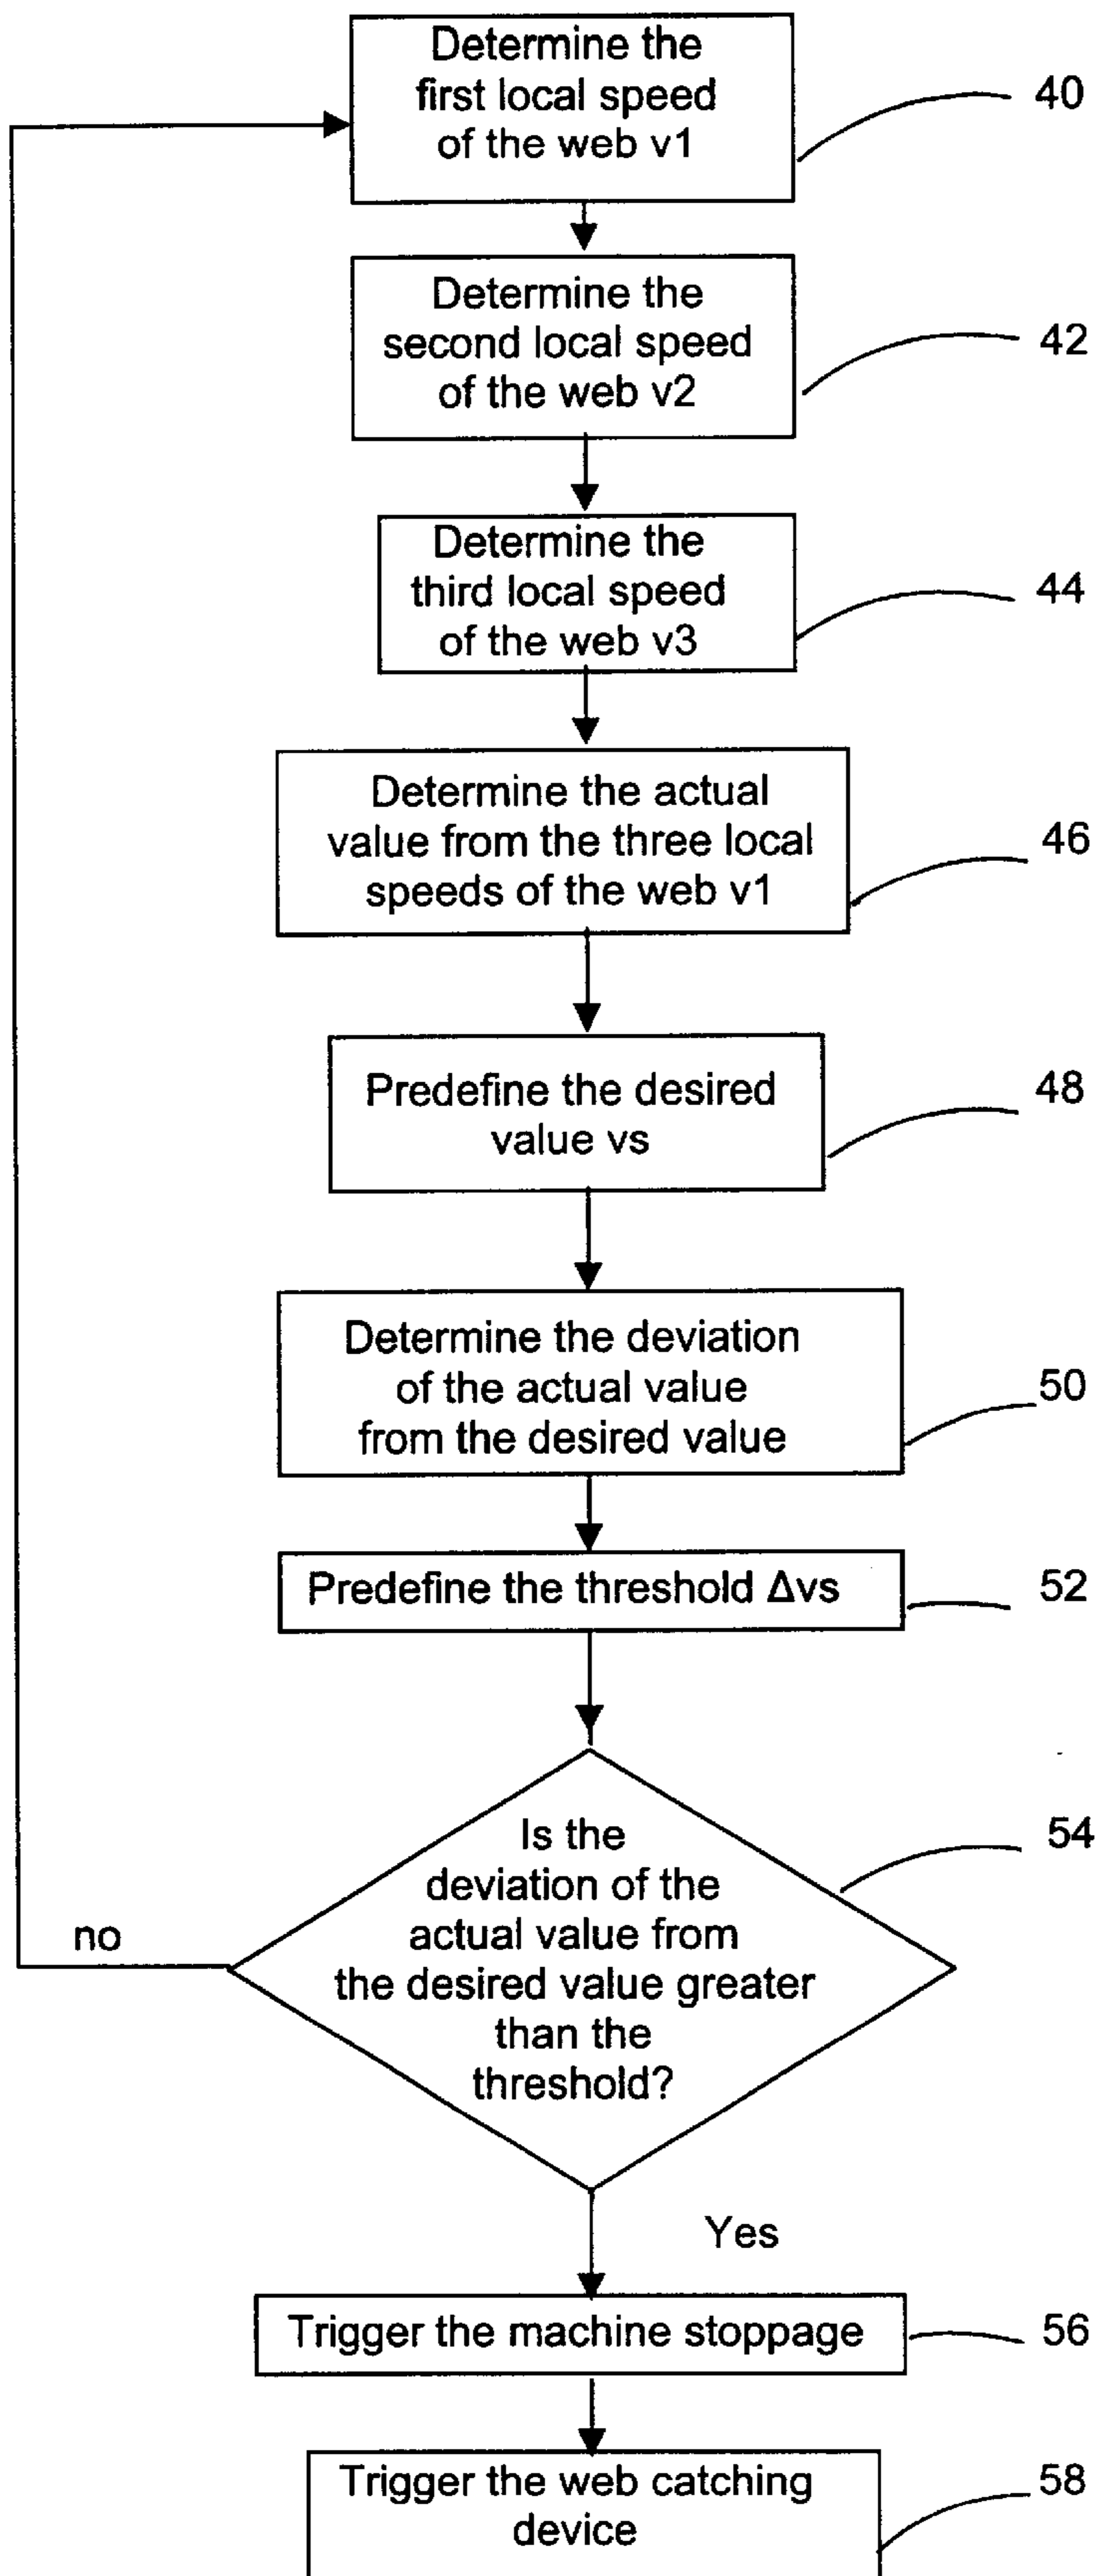 Determine the
first local speed
of the web v1
40
Determine the
second local speed
of the web v2
42
Determine the
third local speed
of the web v3
44
Determine the actual
value from the three local
speeds of the web v1
46
Predefine the desired
value vs
48
Determine the deviation
of the actual value
from the desired value
50
Predefine the threshold Δvs
52
Is the
deviation of the
actual value from
the desired value greater
than the
threshold?
54
no
Yes
Trigger the machine stoppage
56
Trigger the web catching
device
58